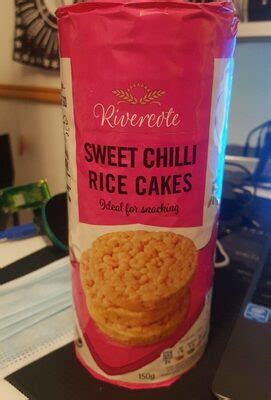 Rivercote
SWEET CHILLI
RICE CAKES
Ideal for snacking
150g